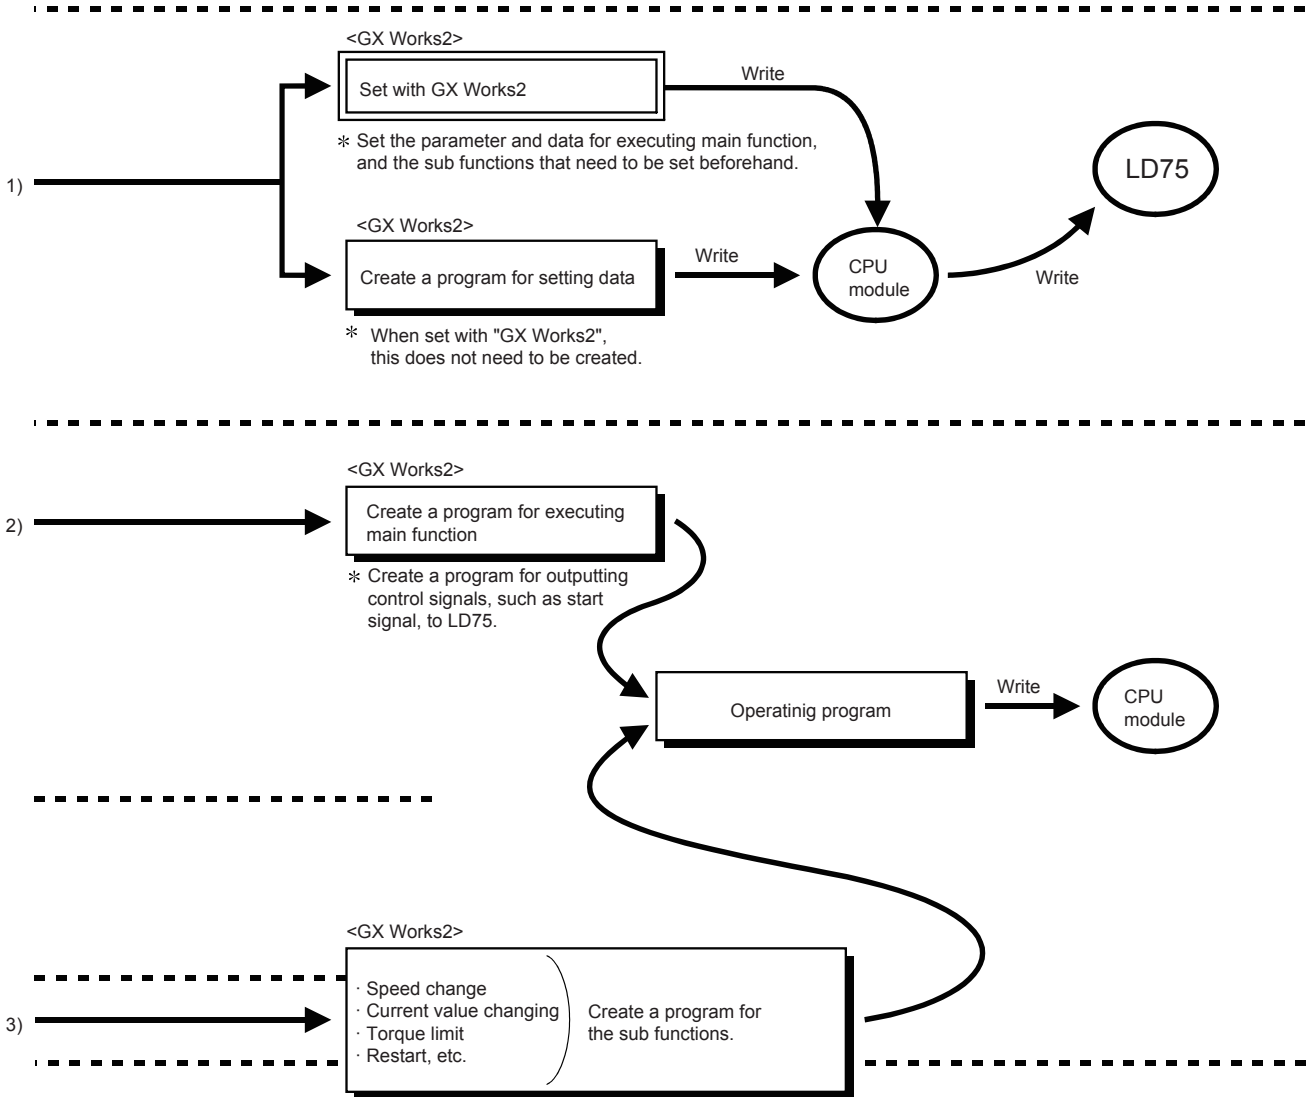 <GX Works2>
Set with GX Works2
Write
* Set the parameter and data for executing main function,
and the sub functions that need to be set beforehand.
LD75
1)
<GX Works2>
Create a program for setting data
Write
CPU
module
Write
* When set with "GX Works2",
this does not need to be created.
<GX Works2>
2)
Create a program for executing
main function
* Create a program for outputting
control signals, such as start
signal, to LD75.
Operatinig program
Write
CPU
module
<GX Works2>
3)
· Speed change
· Current value changing
· Torque limit
· Restart, etc.
Create a program for
the sub functions.